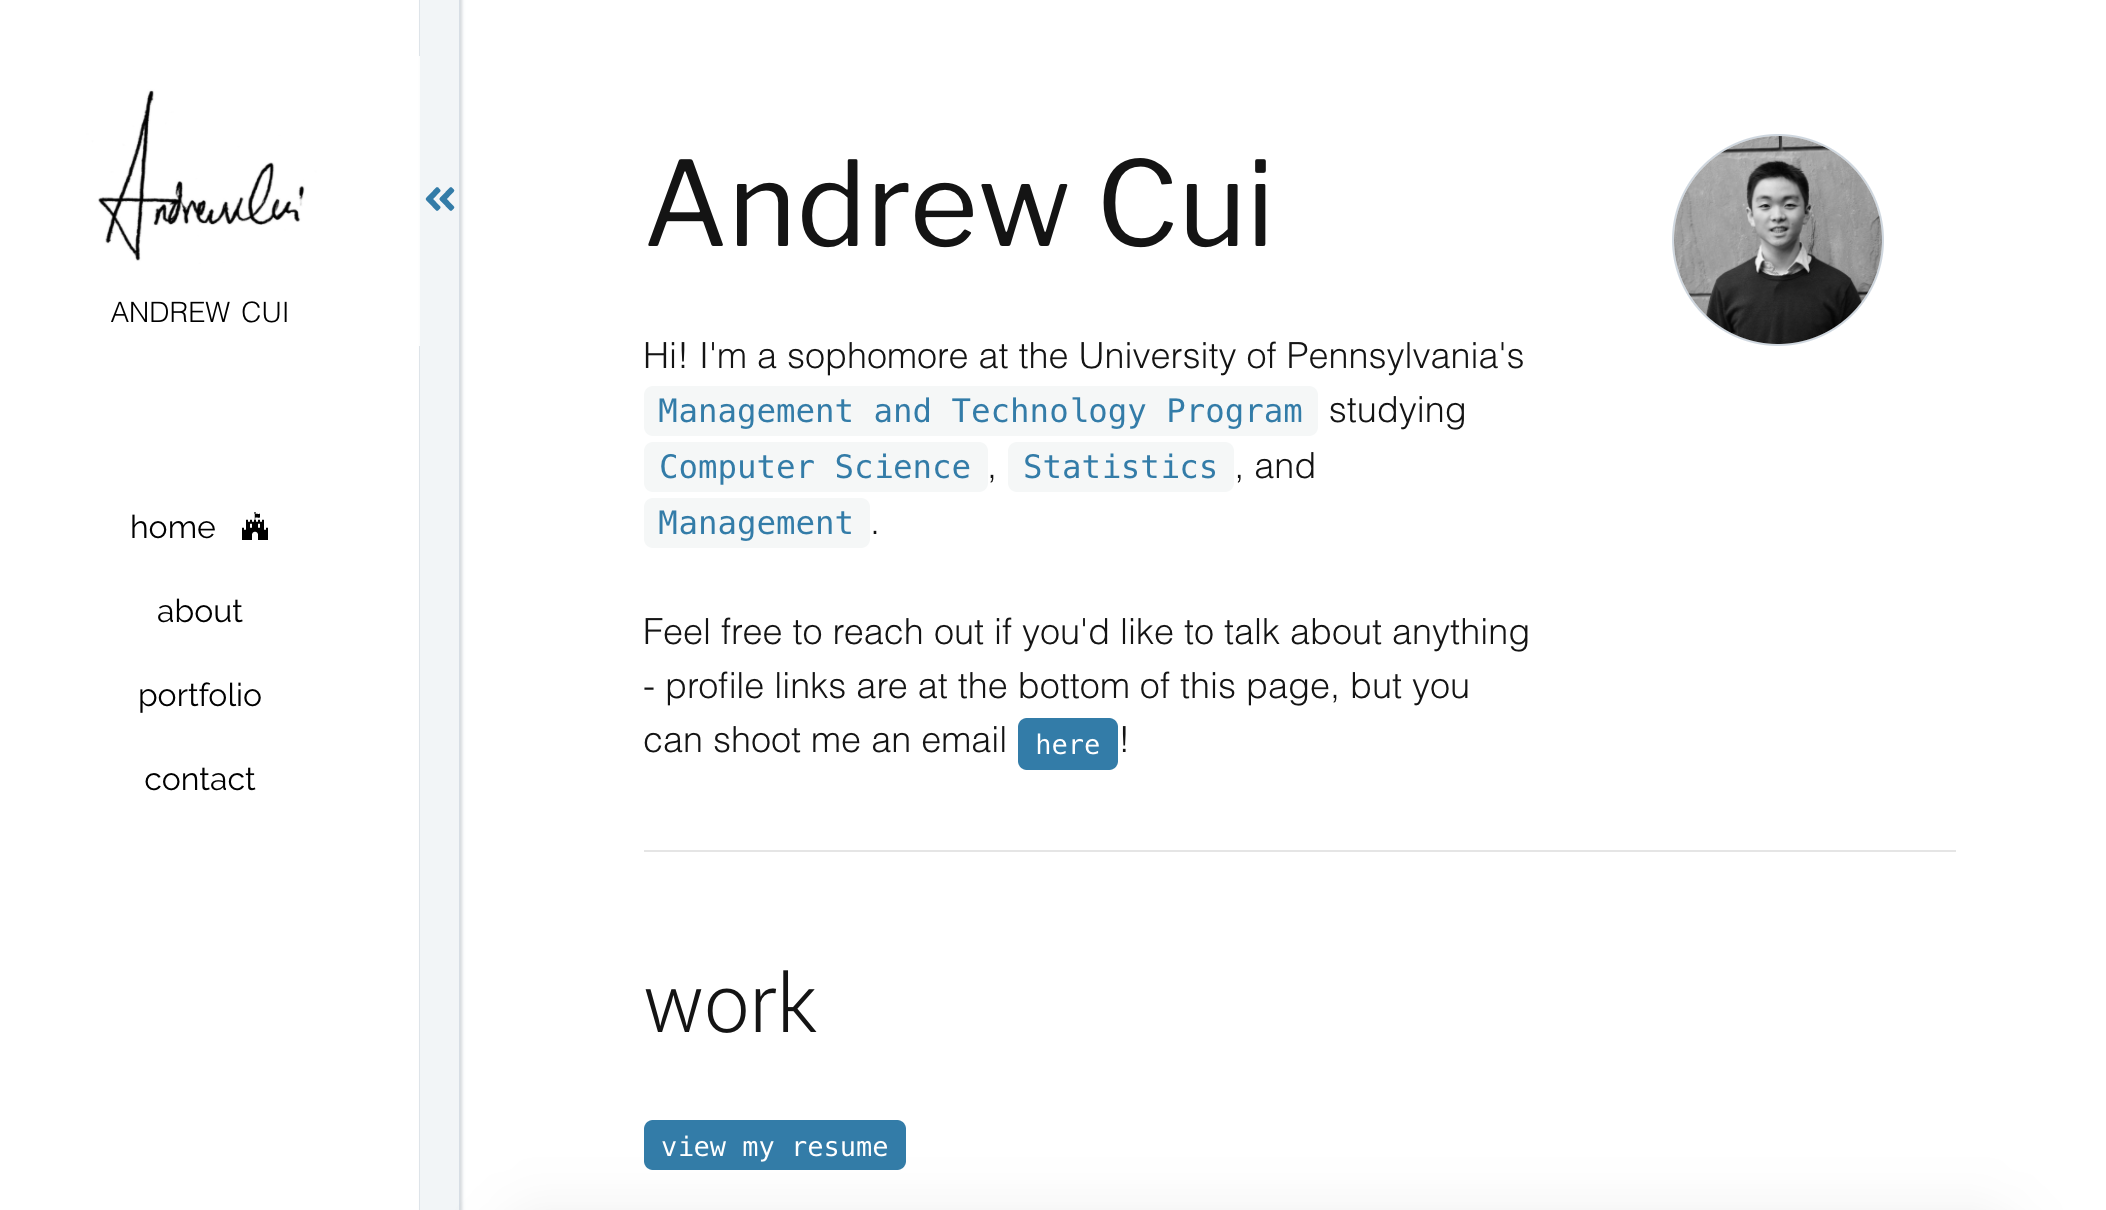 Andrew Cui
ANDREW CUI
home
about
portfolio
contact
Andrew Cui
Hi! I'm a sophomore at the University of Pennsylvania's
Management and Technology Program studying
Computer Science, Statistics, and
Management.
Feel free to reach out if you'd like to talk about anything
- profile links are at the bottom of this page, but you
can shoot me an email here!
work
view my resume